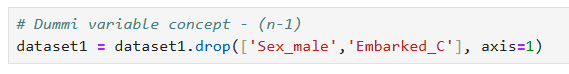 # Dummi variable concept - (n-1)
dataset1 = dataset1.drop(['Sex_male','Embarked_C'], axis=1)